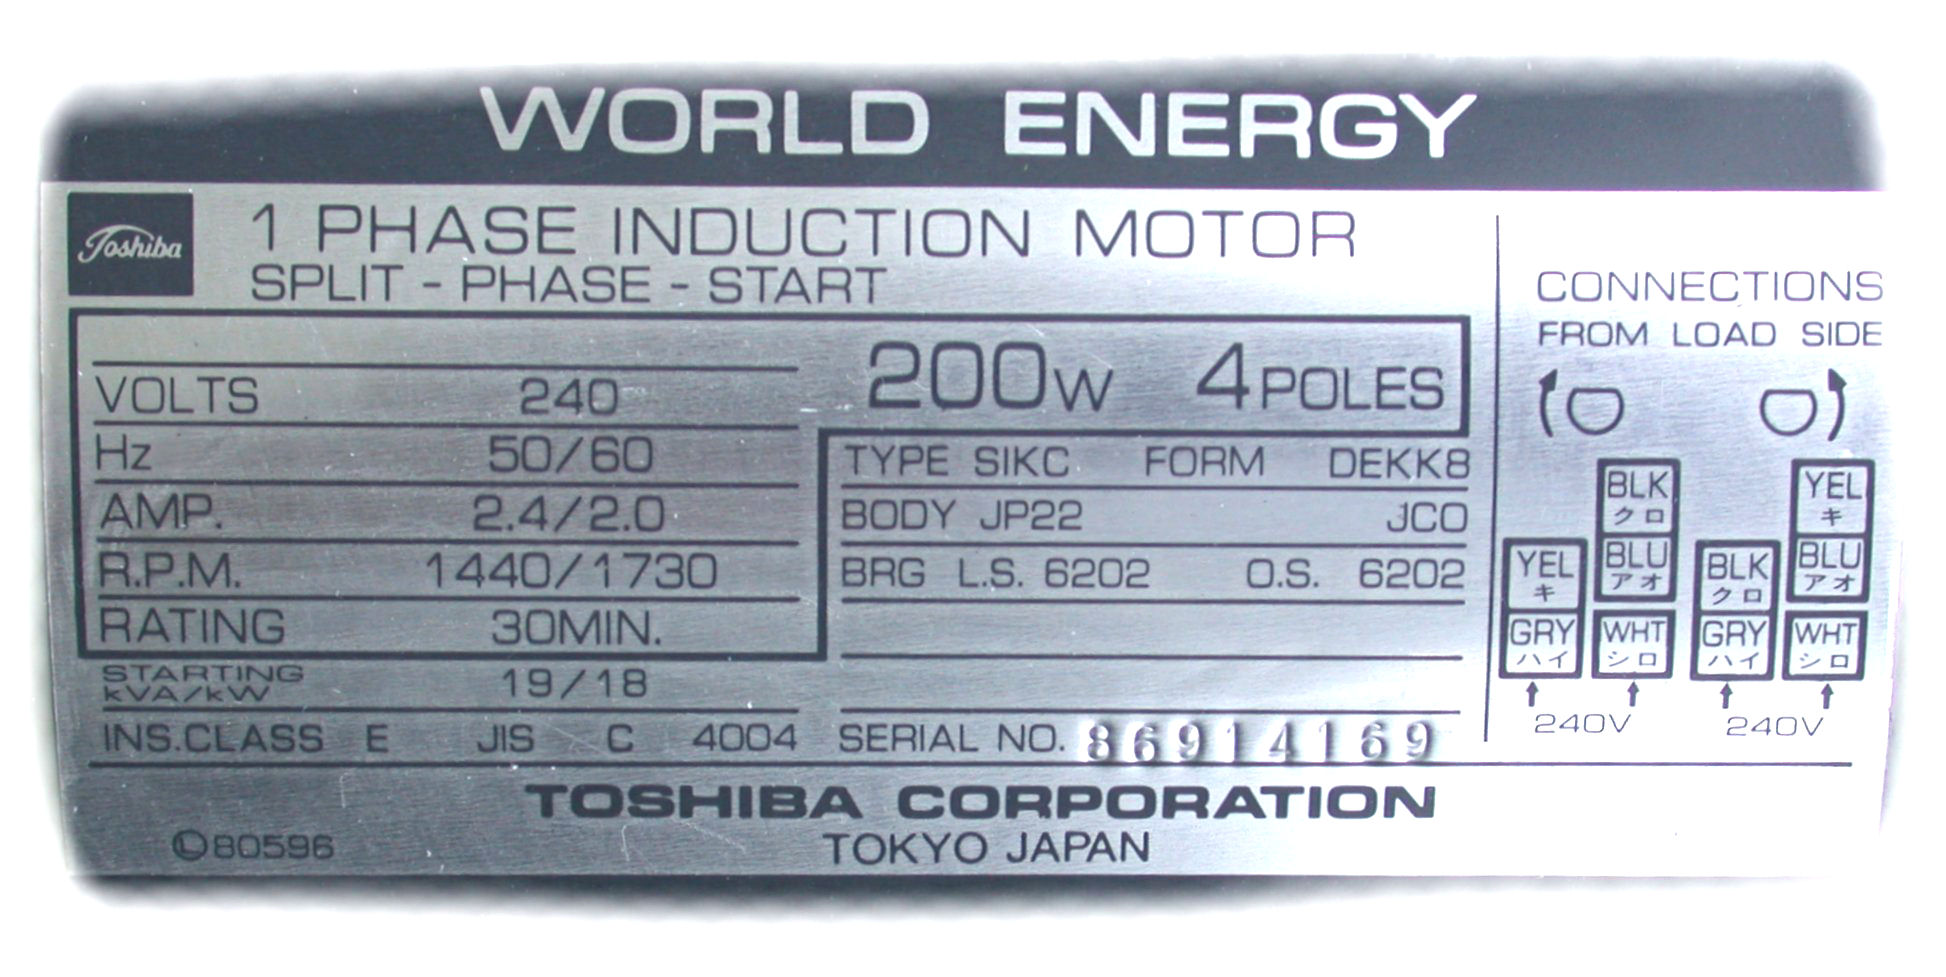 WORLD ENERGY
Toshiba
1 PHASE INDUCTION MOTOR
SPLIT - PHASE - START
VOLTS 240
Hz 50/60
AMP. 2.4/2.0
R.P.M. 1440/1730
RATING 30MIN.
STARTING kVA/kW 19/18
INS.CLASS E JIS C 4004
200W 4POLES
TYPE SIKC FORM DEKK8
BODY JP22 JCO
BRG L.S. 6202 O.S. 6202
SERIAL NO. 86914169
CONNECTIONS
FROM LOAD SIDE
BLK YEL
クロ キ
YEL BLU BLK BLU
キ アオ クロ アオ
GRY WHT GRY WHT
ハイ シロ ハイ シロ
240V 240V
TOSHIBA CORPORATION
Ⓛ80596 TOKYO JAPAN